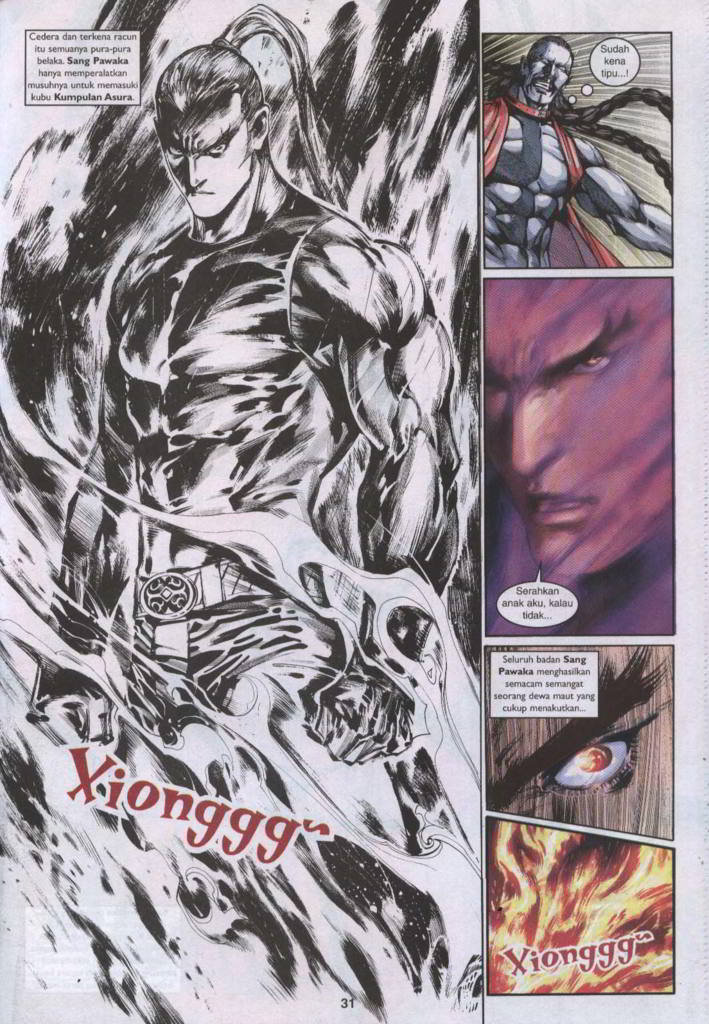 Cedera dan terkena racun
itu semuanya pura-pura
belaka. Sang Pawaka
hanya memperalatkan
musuhnya untuk memasuki
kubu Kumpulan Asura.
Sudah
kena
tipu...!
Serahkan
anak aku, kalau
tidak...
Seluruh badan Sang
Pawaka menghasilkan
semacam semangat
seorang dewa maut yang
cukup menakutkan...
Xionggg~
Xionggg~
31